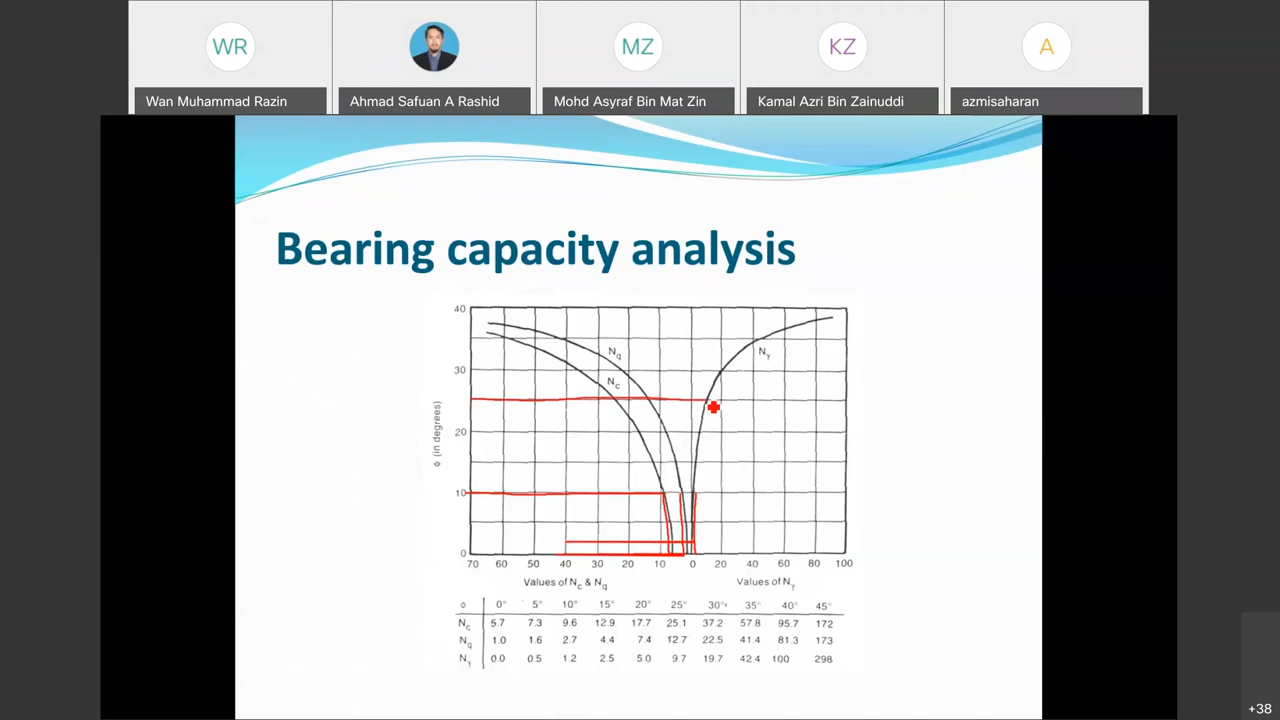 WR
MZ
KZ
A
Wan Muhammad Razin
Ahmad Safuan A Rashid
Mohd Asyraf Bin Mat Zin
Kamal Azri Bin Zainuddi
azmisaharan
Bearing capacity analysis
40
30
20
10
0
φ (in degrees)
Nq
Nc
Nγ
70 60 50 40 30 20 10 0 20 40 60 80 100
Values of Nc & Nq
Values of Nγ
φ 0° 5° 10° 15° 20° 25° 30° 35° 40° 45°
Nc 5.7 7.3 9.6 12.9 17.7 25.1 37.2 57.8 95.7 172
Nq 1.0 1.6 2.7 4.4 7.4 12.7 22.5 41.4 81.3 173
Nγ 0.0 0.5 1.2 2.5 5.0 9.7 19.7 42.4 100 298
+38